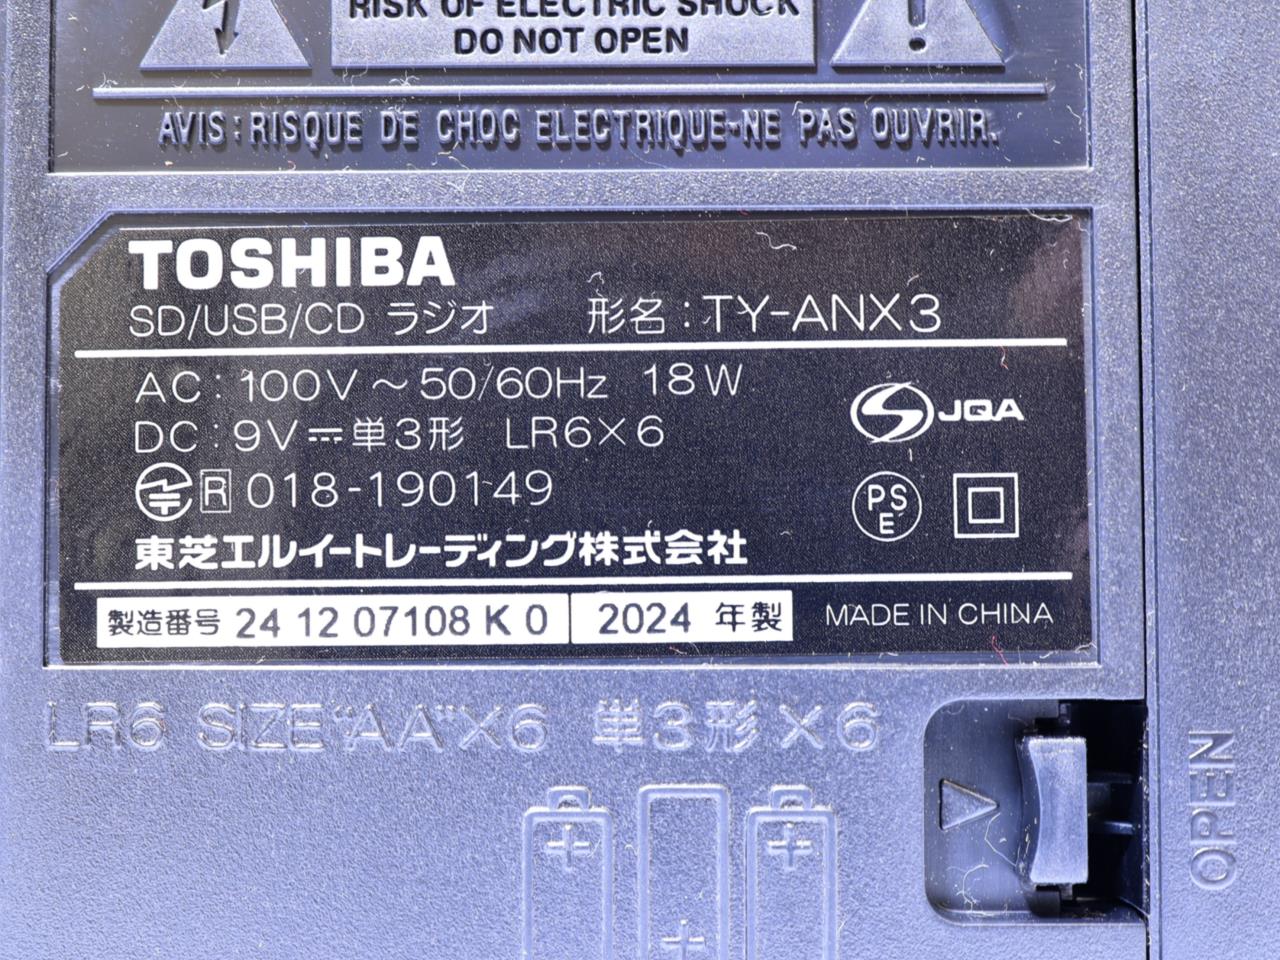 RISK OF ELECTRIC SHOCK
DO NOT OPEN
AVIS : RISQUE DE CHOC ELECTRIQUE-NE PAS OUVRIR.
TOSHIBA
SD/USB/CD ラジオ 形名 : TY-ANX3
AC : 100V ～ 50/60Hz 18W
DC : 9V ⎓ 単3形 LR6×6
JQA
R 018-190149
PSE
東芝エルイートレーディング株式会社
製造番号 24 12 07108 K 0 2024 年製 MADE IN CHINA
LR6 SIZE "AA"×6 単3形×6
OPEN